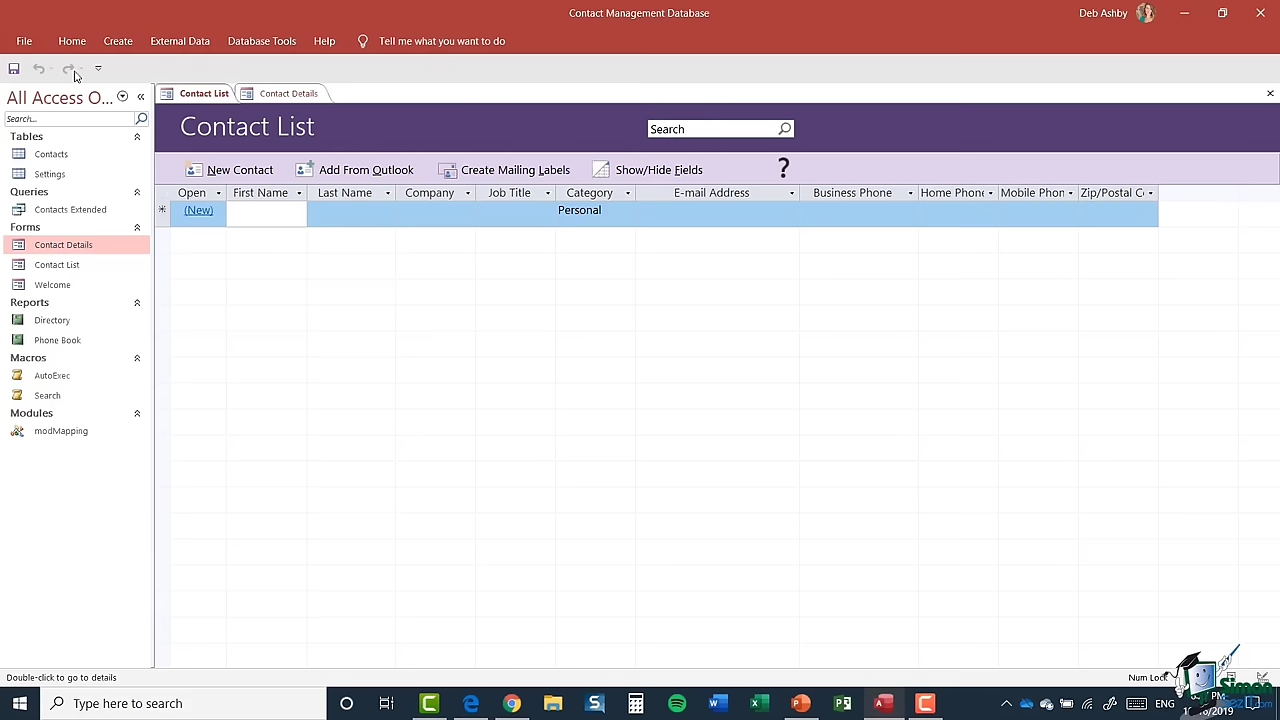 Contact Management Database
Deb Ashby
File Home Create External Data Database Tools Help Tell me what you want to do
All Access O...
Search...
Tables
Contacts
Settings
Queries
Contacts Extended
Forms
Contact Details
Contact List
Welcome
Reports
Directory
Phone Book
Macros
AutoExec
Search
Modules
modMapping
Contact List Contact Details
Contact List
Search
New Contact Add From Outlook Create Mailing Labels Show/Hide Fields ?
Open First Name Last Name Company Job Title Category E-mail Address Business Phone Home Phone Mobile Phon Zip/Postal Co
(New) Personal
Double-click to go to details
Num Lock
Type here to search
ENG